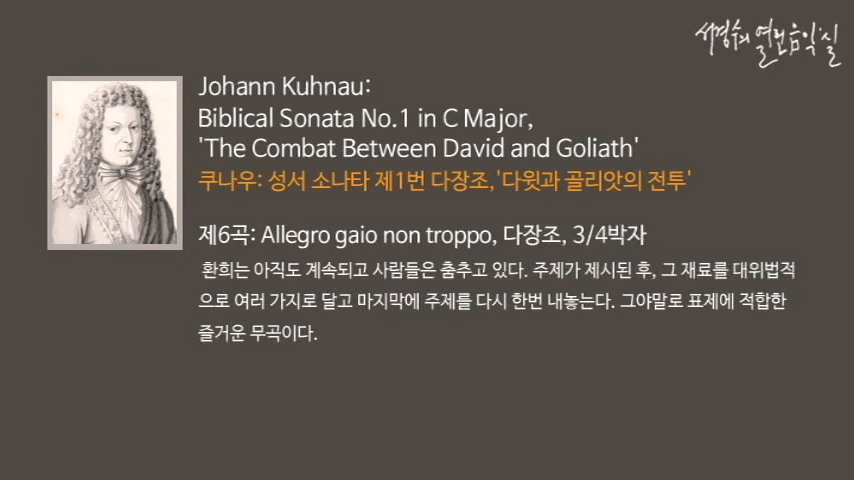 서경수의 열린음악실
Johann Kuhnau:
Biblical Sonata No.1 in C Major,
'The Combat Between David and Goliath'
쿠나우: 성서 소나타 제1번 다장조,'다윗과 골리앗의 전투'
제6곡: Allegro gaio non troppo, 다장조, 3/4박자
환희는 아직도 계속되고 사람들은 춤추고 있다. 주제가 제시된 후, 그 재료를 대위법적
으로 여러 가지로 달고 마지막에 주제를 다시 한번 내놓는다. 그야말로 표제에 적합한
즐거운 무곡이다.